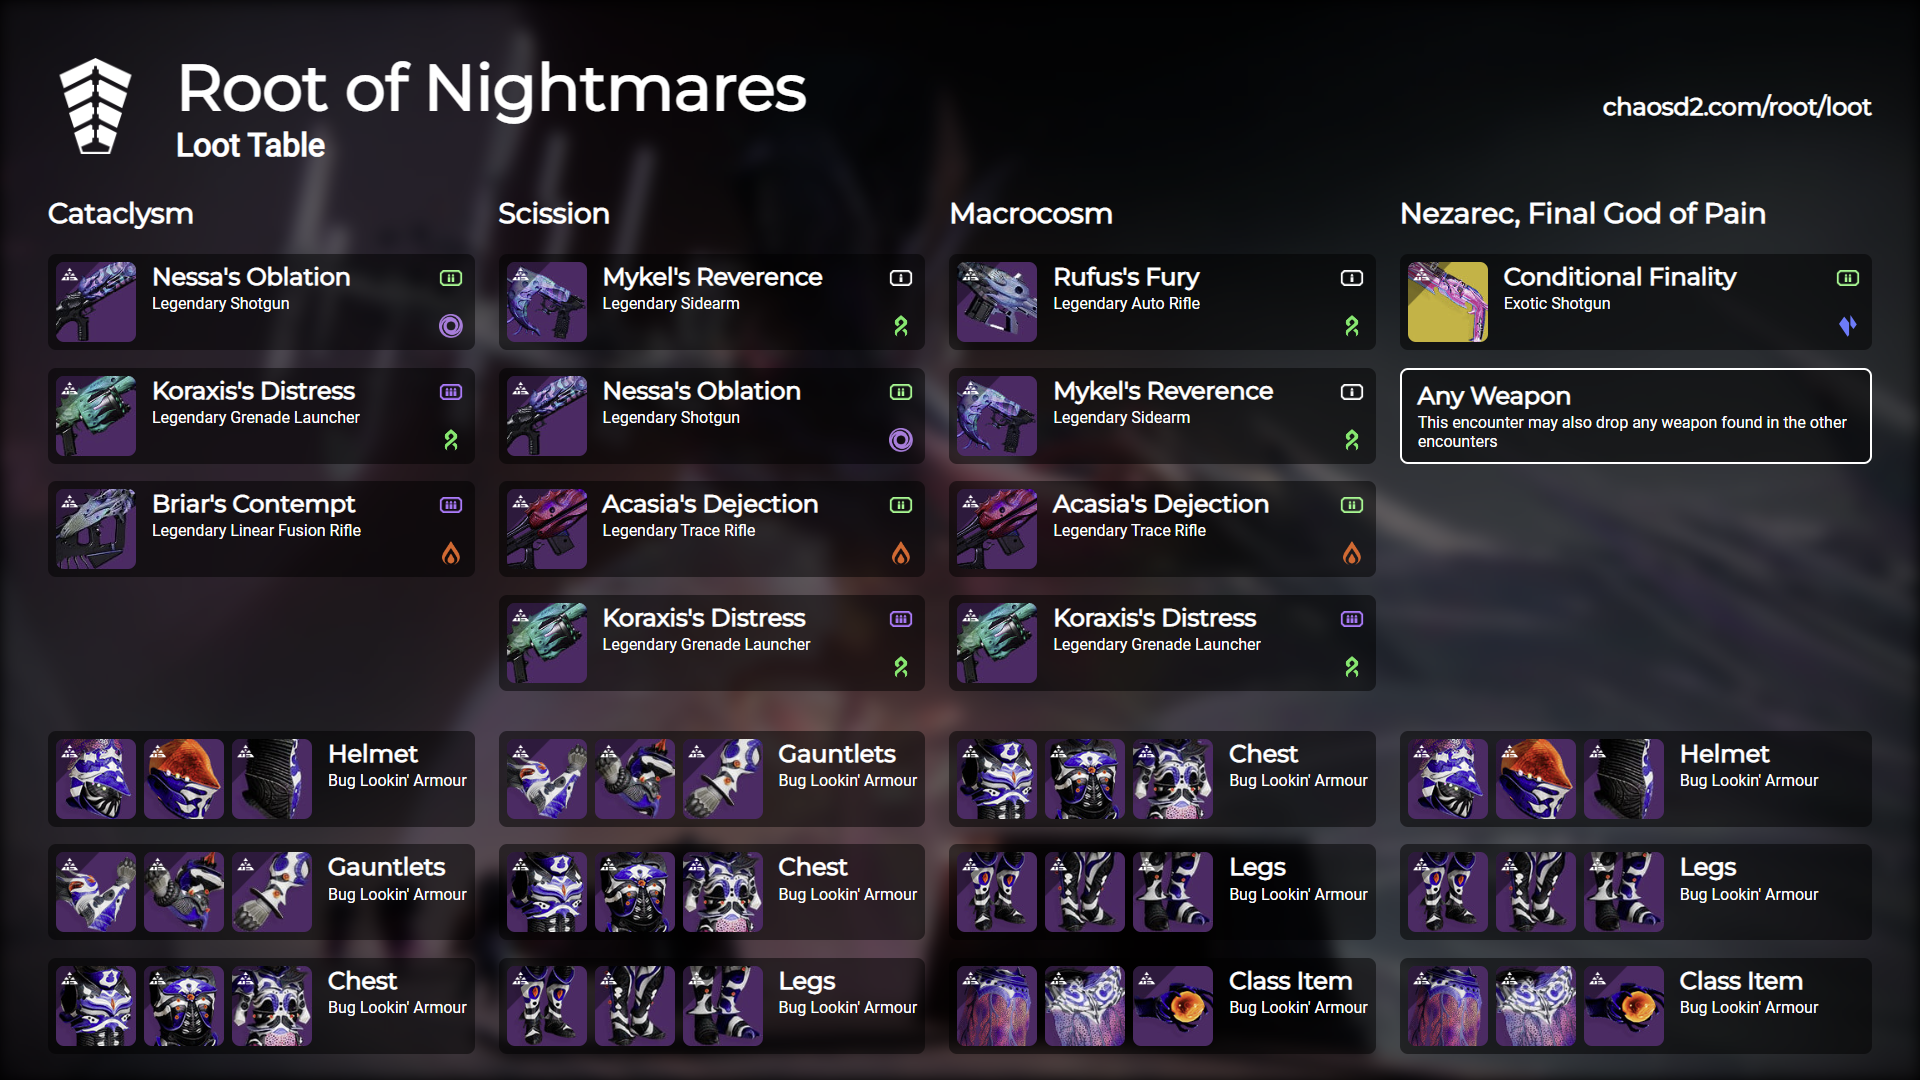 Root of Nightmares
Loot Table
chaosd2.com/root/loot
Cataclysm
Nessa's Oblation
Legendary Shotgun
Koraxis's Distress
Legendary Grenade Launcher
Briar's Contempt
Legendary Linear Fusion Rifle
Helmet
Bug Lookin' Armour
Gauntlets
Bug Lookin' Armour
Chest
Bug Lookin' Armour
Scission
Mykel's Reverence
Legendary Sidearm
Nessa's Oblation
Legendary Shotgun
Acasia's Dejection
Legendary Trace Rifle
Koraxis's Distress
Legendary Grenade Launcher
Gauntlets
Bug Lookin' Armour
Chest
Bug Lookin' Armour
Legs
Bug Lookin' Armour
Macrocosm
Rufus's Fury
Legendary Auto Rifle
Mykel's Reverence
Legendary Sidearm
Acasia's Dejection
Legendary Trace Rifle
Koraxis's Distress
Legendary Grenade Launcher
Chest
Bug Lookin' Armour
Legs
Bug Lookin' Armour
Class Item
Bug Lookin' Armour
Nezarec, Final God of Pain
Conditional Finality
Exotic Shotgun
Any Weapon
This encounter may also drop any weapon found in the other
encounters
Helmet
Bug Lookin' Armour
Legs
Bug Lookin' Armour
Class Item
Bug Lookin' Armour